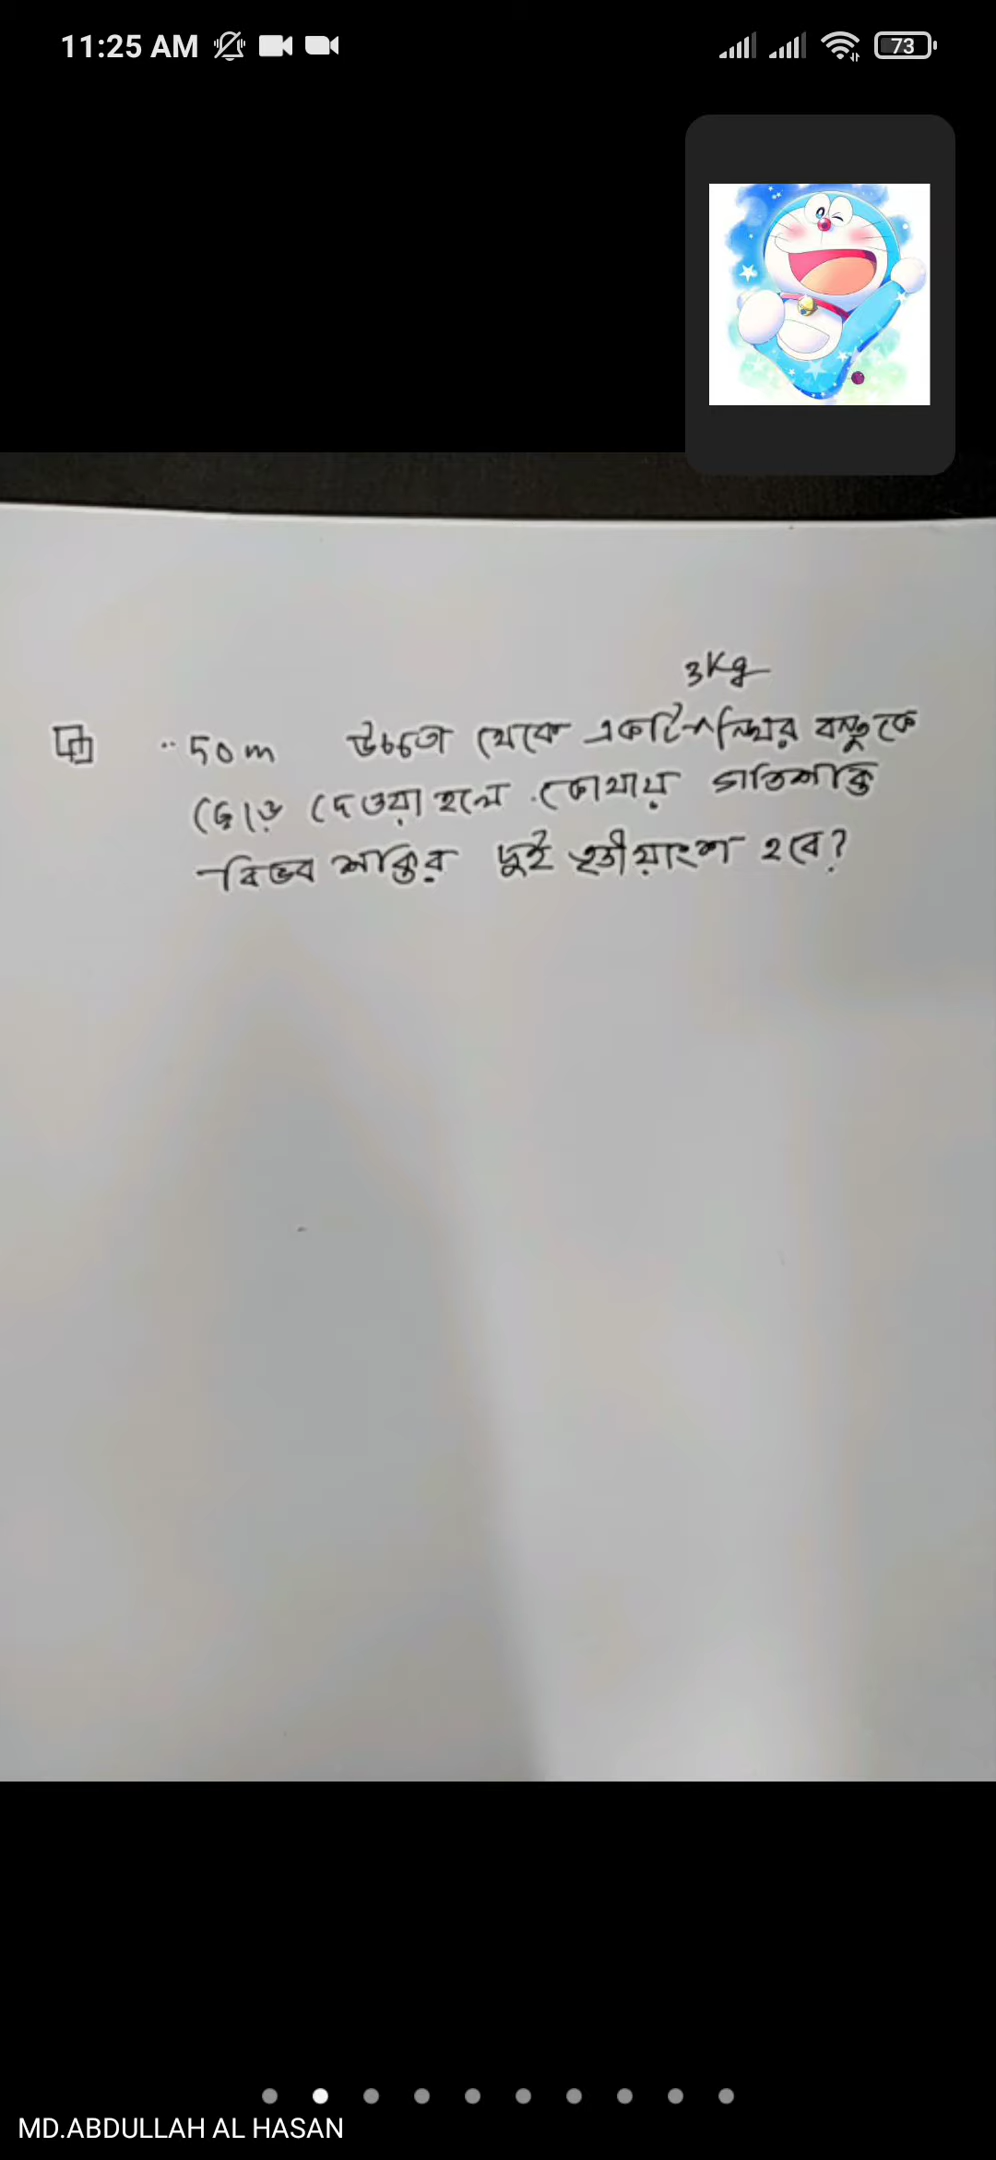 11:25 AM
73
3Kg
50m উচ্চতা থেকে একটি স্থির বস্তুকে
ছেড়ে দেওয়া হলে কোথায় গতিশক্তি
বিভব শক্তির দুই তৃতীয়াংশ হবে?
MD.ABDULLAH AL HASAN